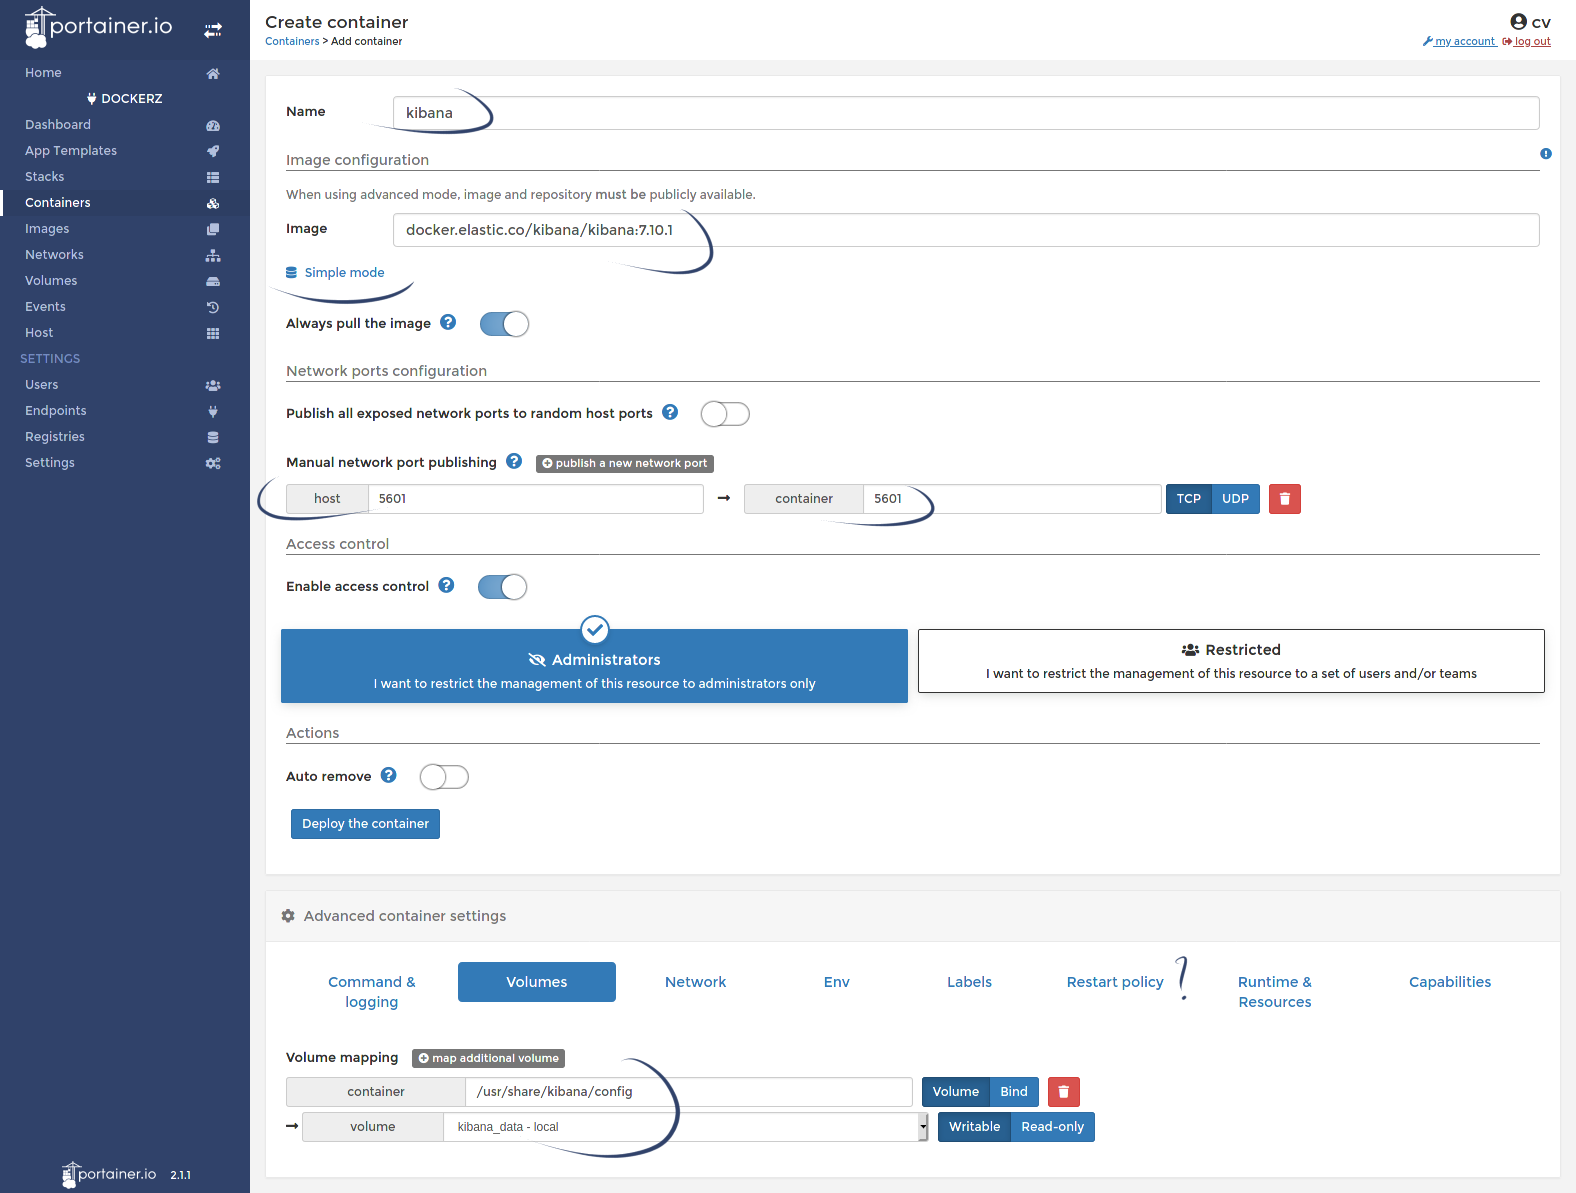 portainer.io
Home
DOCKERZ
Dashboard
App Templates
Stacks
Containers
Images
Networks
Volumes
Events
Host
SETTINGS
Users
Endpoints
Registries
Settings
portainer.io 2.1.1
Create container
Containers > Add container
cv
my account log out
Name kibana
Image configuration
When using advanced mode, image and repository must be publicly available.
Image docker.elastic.co/kibana/kibana:7.10.1
Simple mode
Always pull the image ?
Network ports configuration
Publish all exposed network ports to random host ports ?
Manual network port publishing ? publish a new network port
host 5601 → container 5601 TCP UDP
Access control
Enable access control ?
Administrators
I want to restrict the management of this resource to administrators only
Restricted
I want to restrict the management of this resource to a set of users and/or teams
Actions
Auto remove ?
Deploy the container
Advanced container settings
Command & logging
Volumes
Network
Env
Labels
Restart policy ?
Runtime & Resources
Capabilities
Volume mapping map additional volume
container /usr/share/kibana/config Volume Bind
→ volume kibana_data - local Writable Read-only